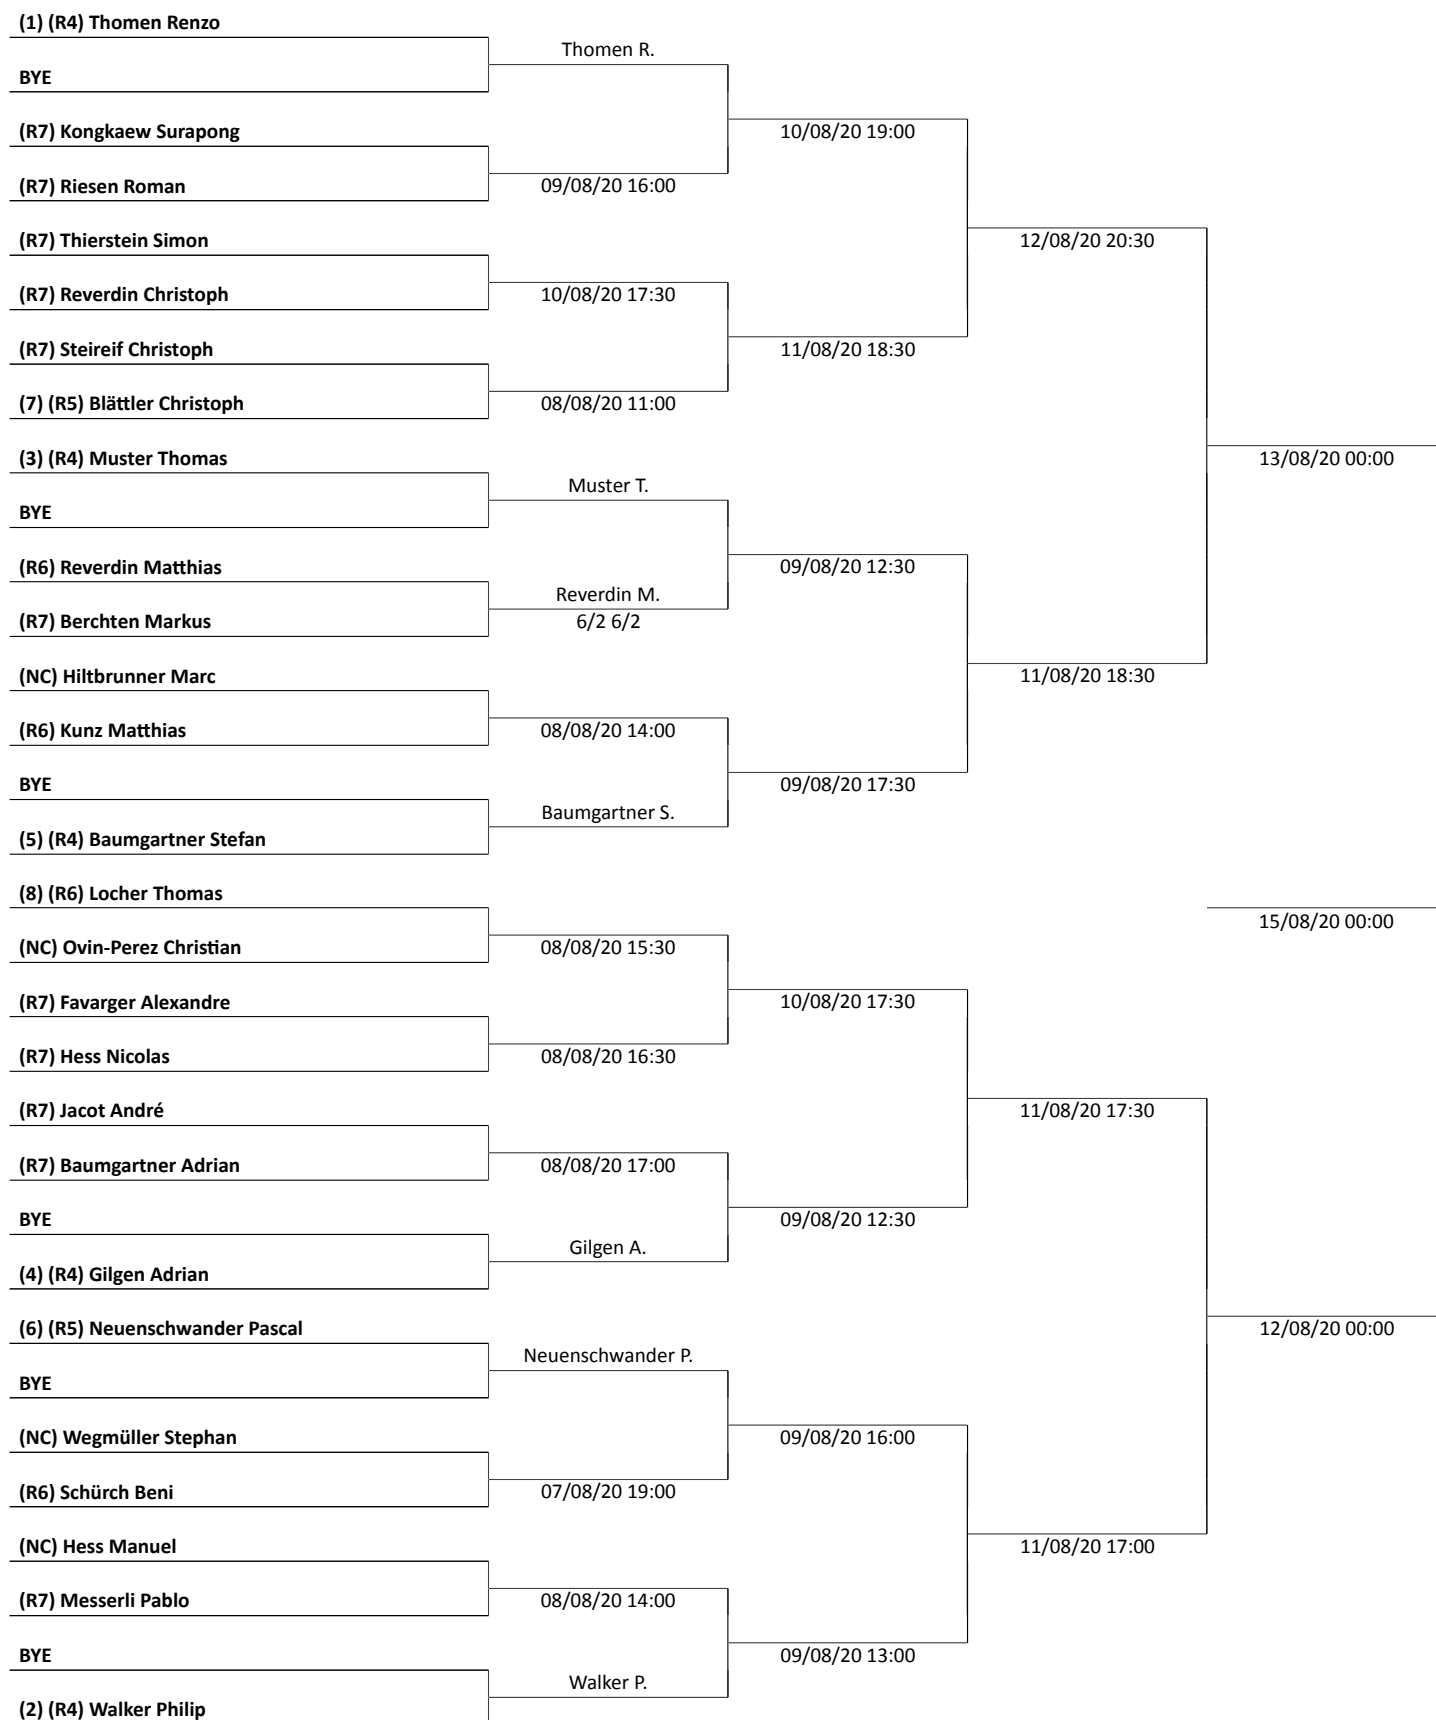 (1) (R4) Thomen Renzo
Thomen R.
BYE
(R7) Kongkaew Surapong
10/08/20 19:00
(R7) Riesen Roman
09/08/20 16:00
(R7) Thierstein Simon
12/08/20 20:30
(R7) Reverdin Christoph
10/08/20 17:30
(R7) Steireif Christoph
11/08/20 18:30
(7) (R5) Blättler Christoph
08/08/20 11:00
(3) (R4) Muster Thomas
13/08/20 00:00
Muster T.
BYE
(R6) Reverdin Matthias
09/08/20 12:30
Reverdin M.
(R7) Berchten Markus
6/2 6/2
(NC) Hiltbrunner Marc
11/08/20 18:30
(R6) Kunz Matthias
08/08/20 14:00
BYE
09/08/20 17:30
Baumgartner S.
(5) (R4) Baumgartner Stefan
(8) (R6) Locher Thomas
15/08/20 00:00
(NC) Ovin-Perez Christian
08/08/20 15:30
(R7) Favarger Alexandre
10/08/20 17:30
(R7) Hess Nicolas
08/08/20 16:30
(R7) Jacot André
11/08/20 17:30
(R7) Baumgartner Adrian
08/08/20 17:00
BYE
09/08/20 12:30
Gilgen A.
(4) (R4) Gilgen Adrian
(6) (R5) Neuenschwander Pascal
12/08/20 00:00
Neuenschwander P.
BYE
(NC) Wegmüller Stephan
09/08/20 16:00
(R6) Schürch Beni
07/08/20 19:00
(NC) Hess Manuel
11/08/20 17:00
(R7) Messerli Pablo
08/08/20 14:00
BYE
09/08/20 13:00
Walker P.
(2) (R4) Walker Philip